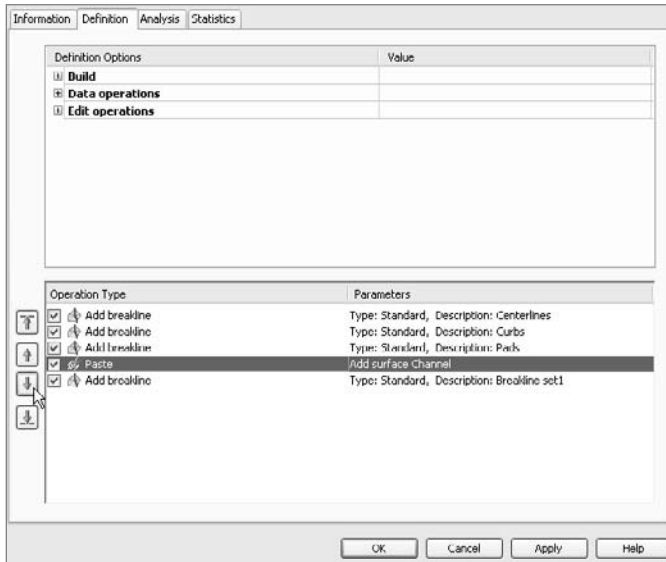 Information Definition Analysis Statistics
Definition Options Value
Build
Data operations
Edit operations
Operation Type Parameters
Add breakline Type: Standard, Description: Centerlines
Add breakline Type: Standard, Description: Curbs
Add breakline Type: Standard, Description: Pads
Paste Add surface Channel
Add breakline Type: Standard, Description: Breakline set1
OK Cancel Apply Help